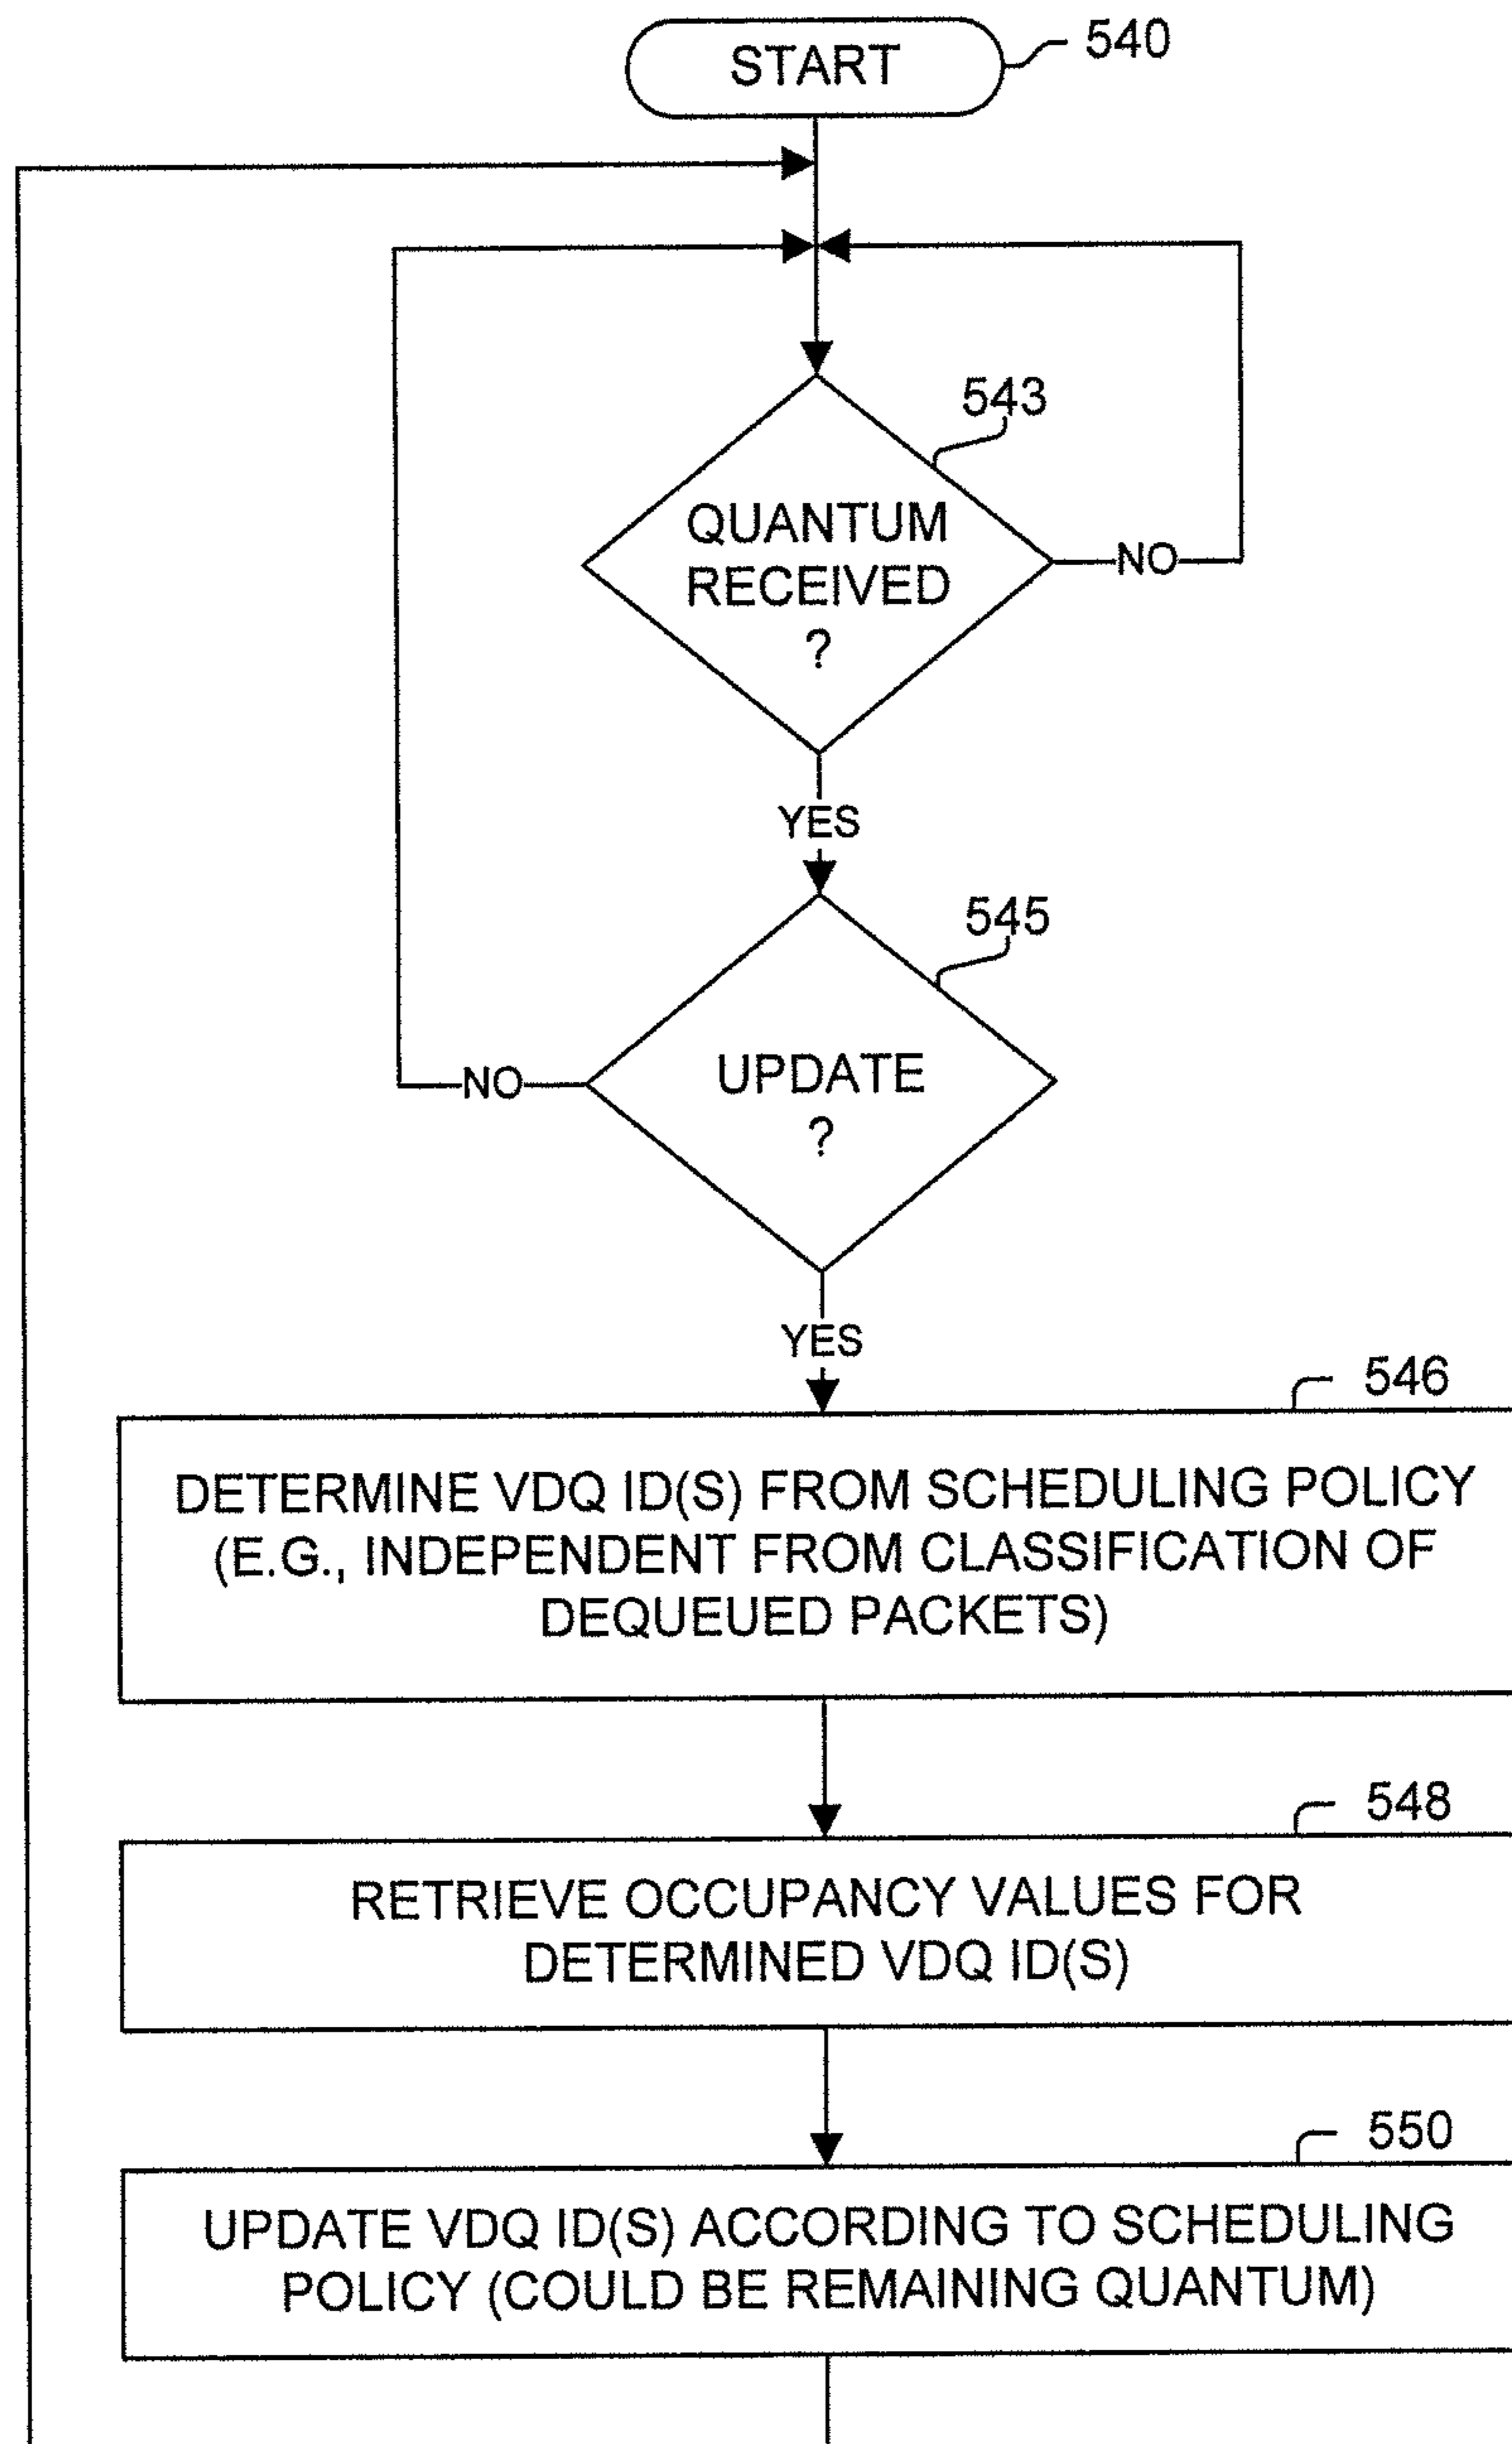 START
540
543
QUANTUM
RECEIVED
?
NO
YES
545
UPDATE
?
NO
YES
546
DETERMINE VDQ ID(S) FROM SCHEDULING POLICY
(E.G., INDEPENDENT FROM CLASSIFICATION OF
DEQUEUED PACKETS)
548
RETRIEVE OCCUPANCY VALUES FOR
DETERMINED VDQ ID(S)
550
UPDATE VDQ ID(S) ACCORDING TO SCHEDULING
POLICY (COULD BE REMAINING QUANTUM)